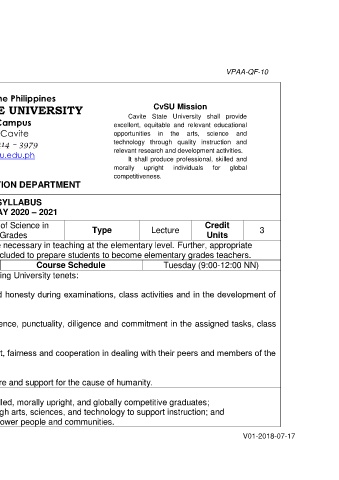 VPAA-QF-10
ne Philippines
E UNIVERSITY
Campus
Cavite
414 - 3979
u.edu.ph
CvSU Mission
Cavite State University shall provide
excellent, equitable and relevant educational
opportunities in the arts, science and
technology through quality instruction and
relevant research and development activities.
It shall produce professional, skilled and
morally upright individuals for global
competitiveness.
TION DEPARTMENT
SYLLABUS
AY 2020 – 2021
of Science in
Grades
Type
Lecture
Credit
Units
3
e necessary in teaching at the elementary level. Further, appropriate
cluded to prepare students to become elementary grades teachers.
Course Schedule
Tuesday (9:00-12:00 NN)
ing University tenets:
d honesty during examinations, class activities and in the development of
ence, punctuality, diligence and commitment in the assigned tasks, class
t, fairness and cooperation in dealing with their peers and members of the
re and support for the cause of humanity.
lled, morally upright, and globally competitive graduates;
gh arts, sciences, and technology to support instruction; and
ower people and communities.
V01-2018-07-17